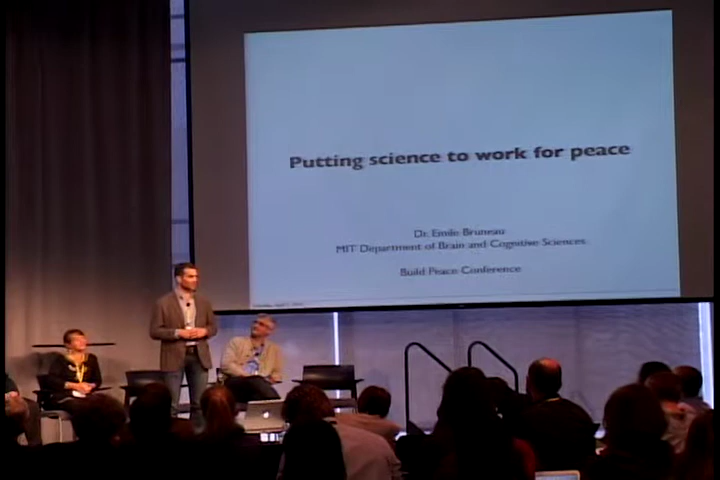 Putting science to work for peace
Dr. Emile Bruneau
MIT Department of Brain and Cognitive Sciences
Build Peace Conference